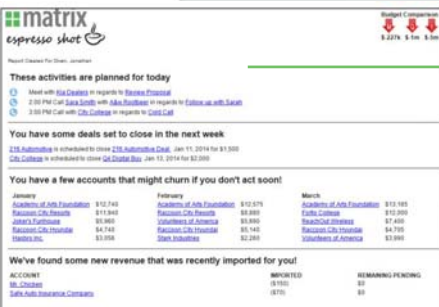 matrix
espresso shot
Budget Comparison
$ 227k $ 1m $ 5m
Report Created For Green, Jonathan
These activities are planned for today
Meet with Kia Dealers in regards to Review Proposal
2:00 PM Call Sara Smith with A&w Rootbeer in regards to Follow up with Sarah
3:00 PM Call with City College in regards to Cold Call
You have some deals set to close in the next week
216 Automotive is scheduled to close 216 Automotive Deal Jan 11, 2014 for $1,500
City College is scheduled to close Jan 13, 2014 for $2,000
You have a few accounts that might churn if you don't act soon!
January February March
Academy of Arts Foundation $12,740 Academy of Arts Foundation $12,975 Academy of Arts Foundation $13,165
Raccoon City Resorts $11,940 Raccoon City Resorts $8,880 Fortis College $12,000
Joker's Funhouse $5,960 Volunteers of America $5,890 ReachOut Wireless $7,400
Raccoon City Hyundai $4,740 Raccoon City Hyundai $5,140 Raccoon City Hyundai $4,705
Hasbro Inc. $3,058 Stark Industries $2,260 Volunteers of America $3,990
We've found some new revenue that was recently imported for you!
ACCOUNT IMPORTED REMAINING PENDING
Mr. Chicken ($150) $0
Safe Auto Insurance Company ($70) $0